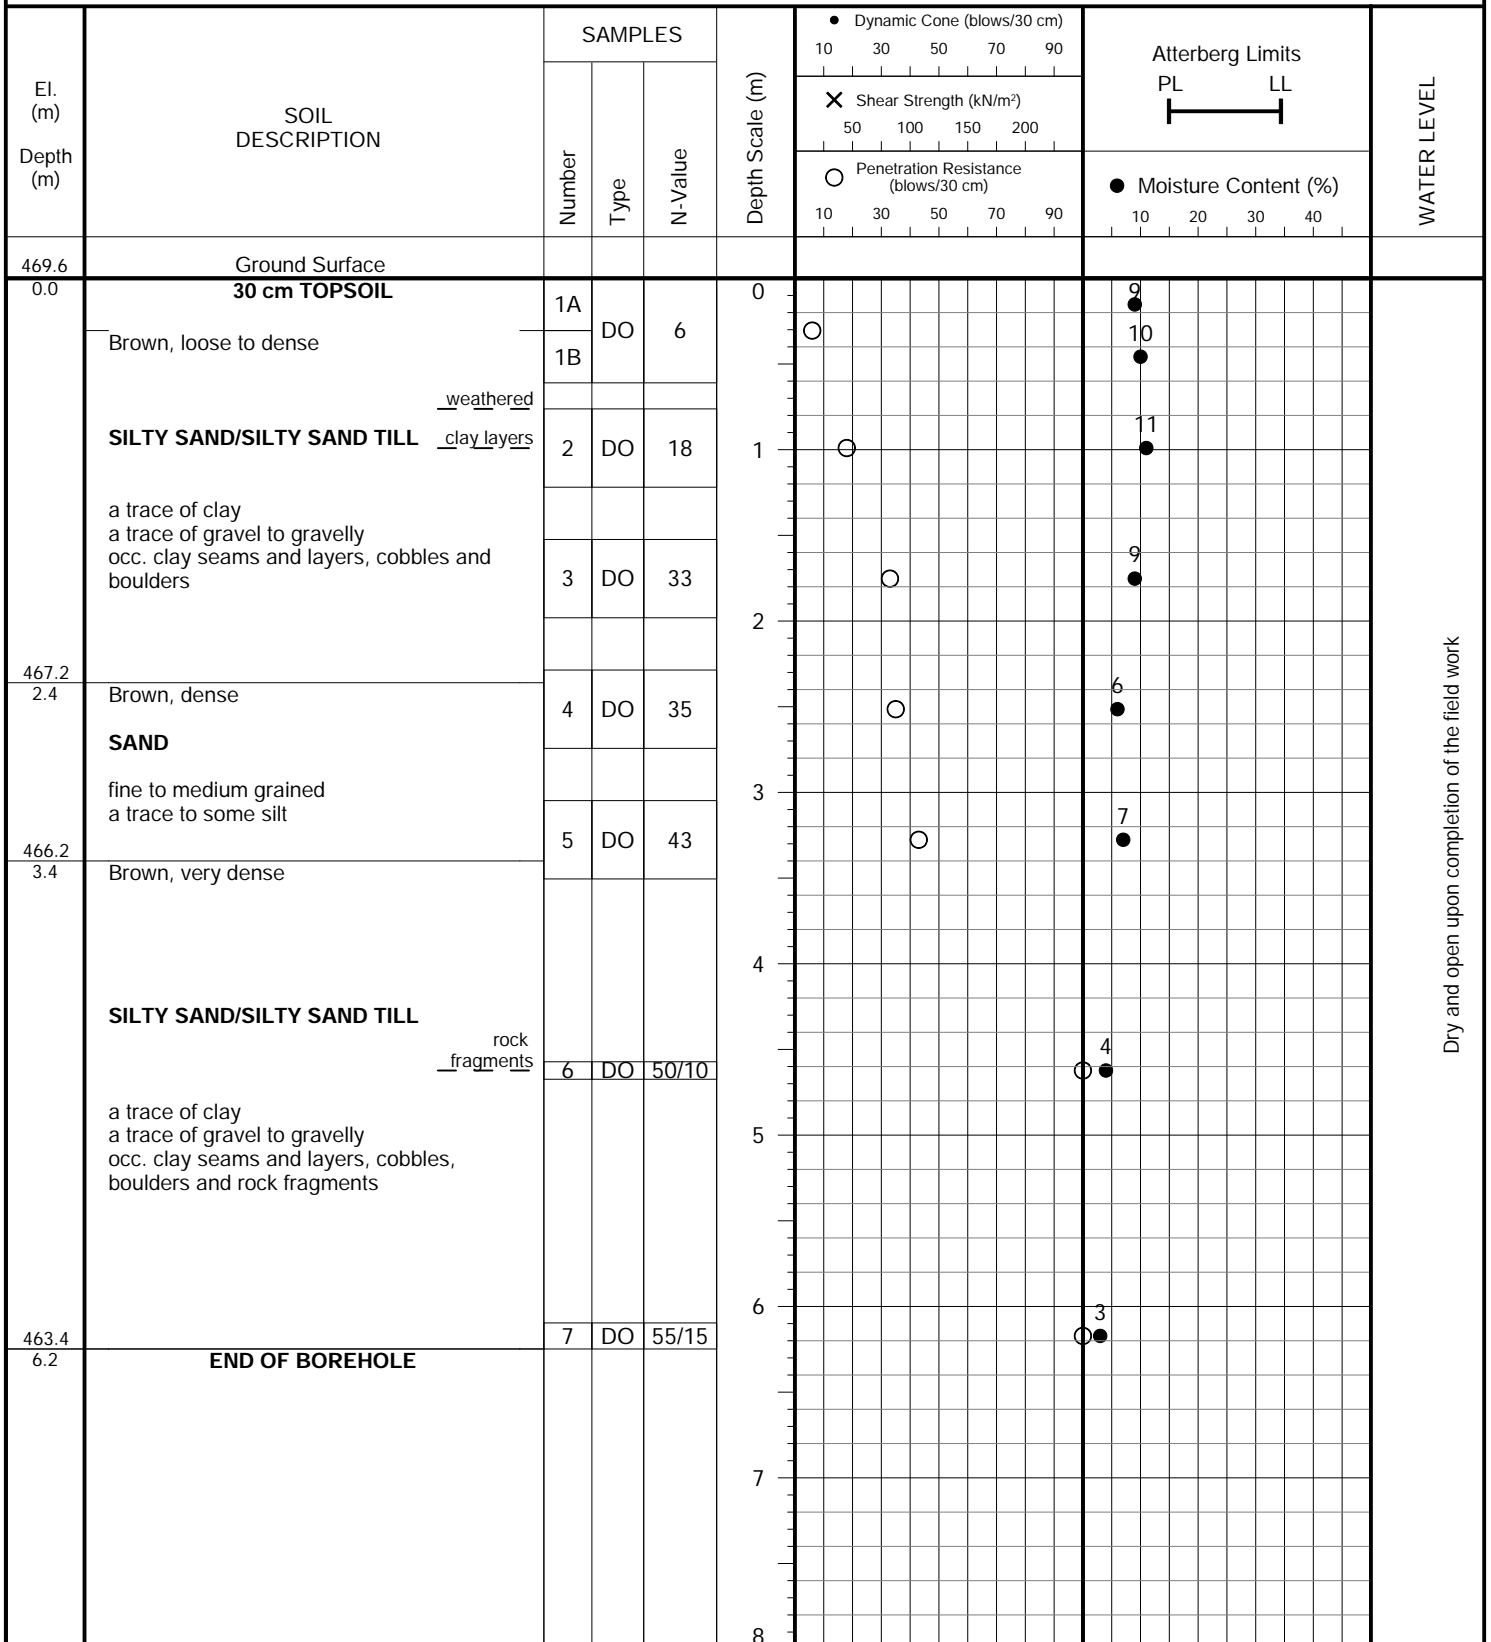 El.
(m)
Depth
(m)
SOIL
DESCRIPTION
SAMPLES
Number
Type
N-Value
Depth Scale (m)
● Dynamic Cone (blows/30 cm)
10 30 50 70 90
✕ Shear Strength (kN/m²)
50 100 150 200
○ Penetration Resistance
(blows/30 cm)
10 30 50 70 90
Atterberg Limits
PL LL
● Moisture Content (%)
10 20 30 40
WATER LEVEL
469.6 Ground Surface
0.0 30 cm TOPSOIL
1A DO 6
0
9
Brown, loose to dense
1B
10
weathered
SILTY SAND/SILTY SAND TILL clay layers
2 DO 18
1
11
a trace of clay
a trace of gravel to gravelly
occ. clay seams and layers, cobbles and
boulders
3 DO 33
9
2
467.2
2.4 Brown, dense
4 DO 35
6
SAND
fine to medium grained
a trace to some silt
3
5 DO 43
7
466.2
3.4 Brown, very dense
4
SILTY SAND/SILTY SAND TILL
rock
fragments
6 DO 50/10
4
a trace of clay
a trace of gravel to gravelly
occ. clay seams and layers, cobbles,
boulders and rock fragments
5
6
3
7 DO 55/15
463.4
6.2 END OF BOREHOLE
7
8
Dry and open upon completion of the field work